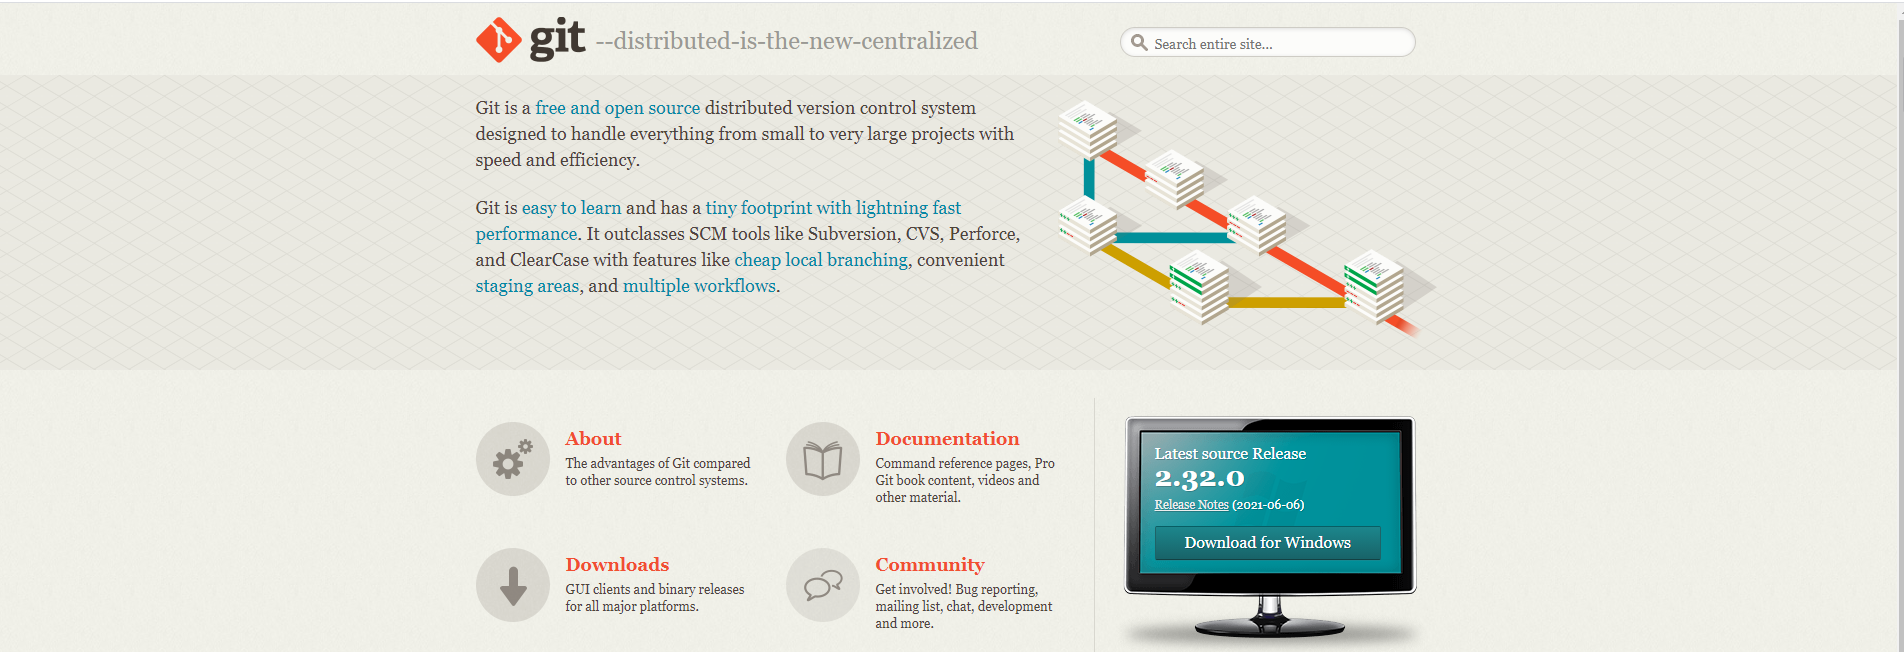 git --distributed-is-the-new-centralized
Search entire site...
Git is a free and open source distributed version control system
designed to handle everything from small to very large projects with
speed and efficiency.
Git is easy to learn and has a tiny footprint with lightning fast
performance. It outclasses SCM tools like Subversion, CVS, Perforce,
and ClearCase with features like cheap local branching, convenient
staging areas, and multiple workflows.
About
The advantages of Git compared
to other source control systems.
Documentation
Command reference pages, Pro
Git book content, videos and
other material.
Downloads
GUI clients and binary releases
for all major platforms.
Community
Get involved! Bug reporting,
mailing list, chat, development
and more.
Latest source Release
2.32.0
Release Notes (2021-06-06)
Download for Windows